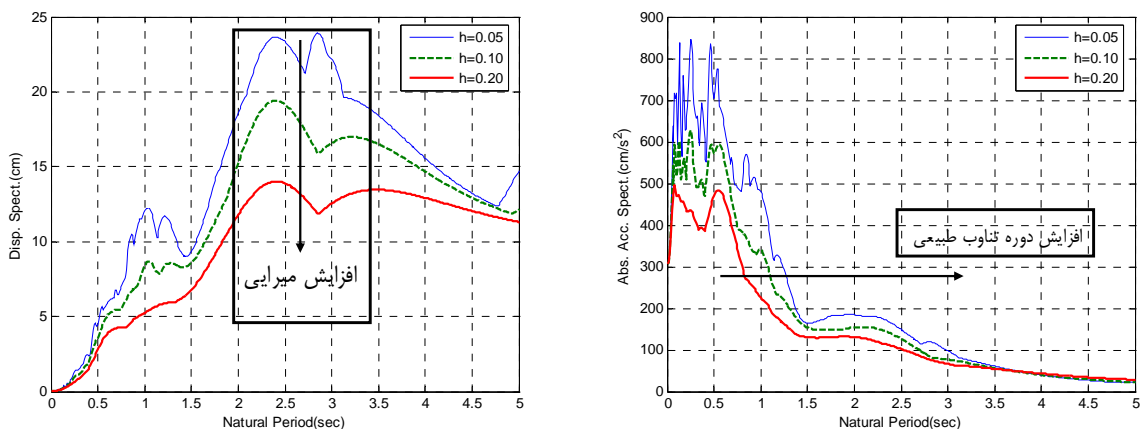 25
20
15
10
5
0
Disp. Spect.(cm)
h=0.05
h=0.10
h=0.20
افزایش میرایی
0 0.5 1 1.5 2 2.5 3 3.5 4 4.5 5
Natural Period(sec)
900
800
700
600
500
400
300
200
100
0
Abs. Acc. Spect.(cm/s²)
h=0.05
h=0.10
h=0.20
افزایش دوره تناوب طبیعی
0 0.5 1 1.5 2 2.5 3 3.5 4 4.5 5
Natural Period(sec)